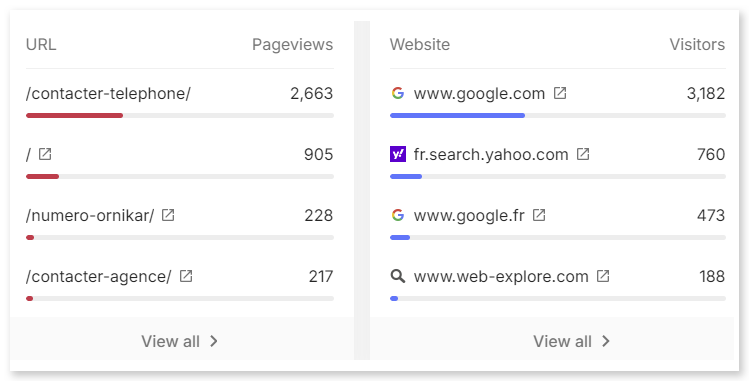 URL Pageviews
/contacter-telephone/ 2,663
/ 905
/numero-ornikar/ 228
/contacter-agence/ 217
View all
Website Visitors
www.google.com 3,182
y! fr.search.yahoo.com 760
www.google.fr 473
www.web-explore.com 188
View all